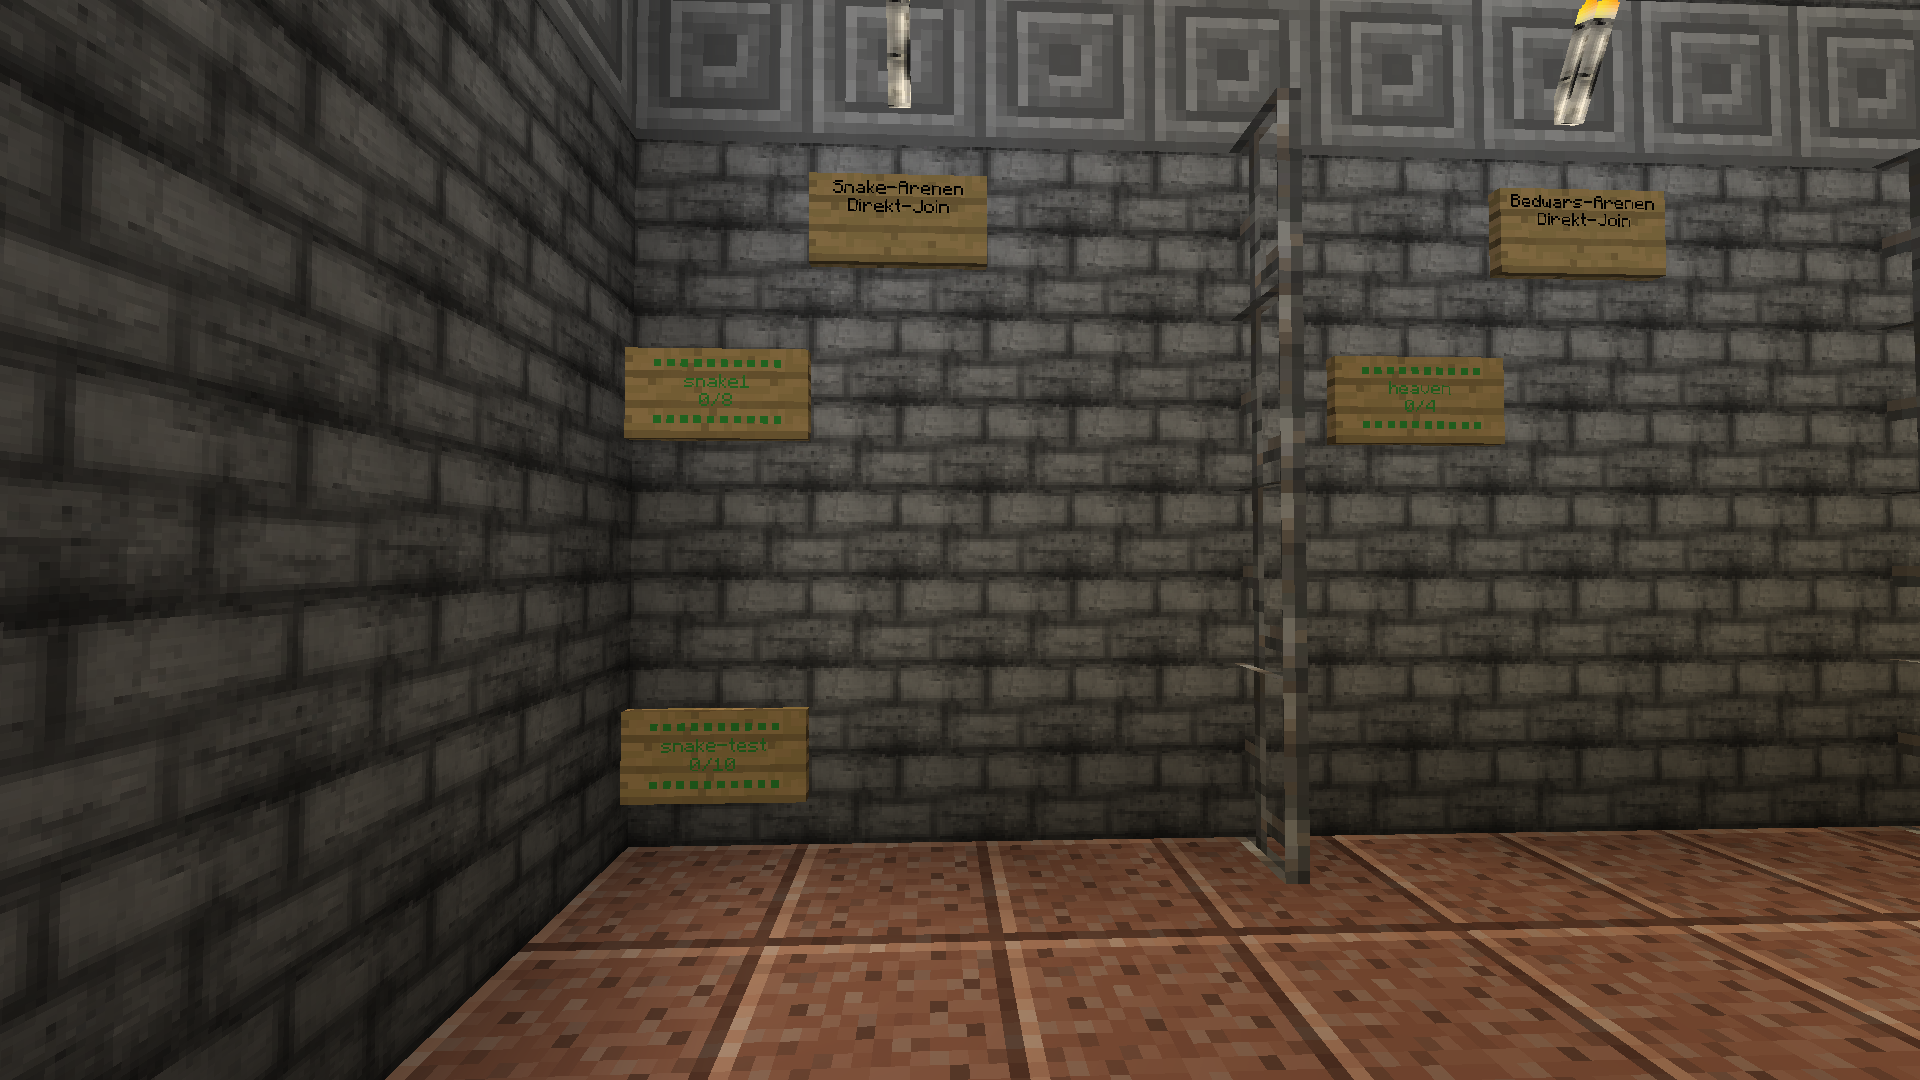 Snake-Arenen
Direkt-Join
Bedwars-Arenen
Direkt-Join
snake1
0/8
heaven
0/4
snake-test
0/10